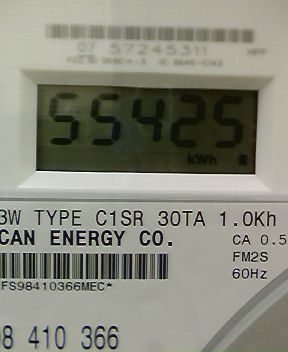 07 57245311
55425
kWh
3W TYPE C1SR 30TA 1.0Kh
CAN ENERGY CO. CA 0.5
FM2S
60Hz
FS98410366MEC*
98 410 366